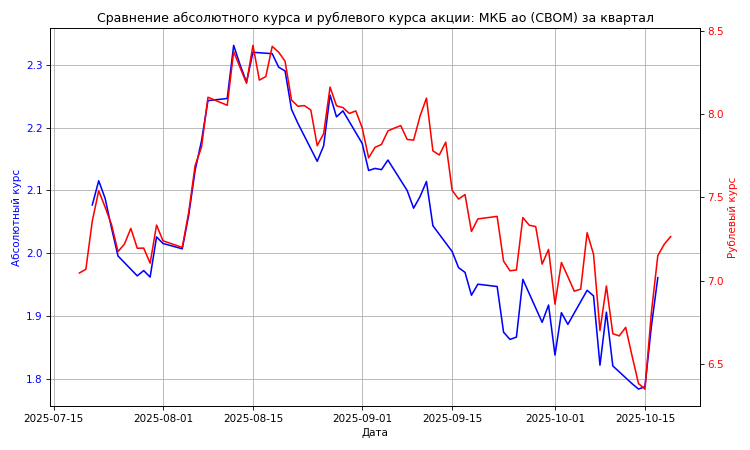 Сравнение абсолютного курса и рублевого курса акции: МКБ ао (CBOM) за квартал
Абсолютный курс
2.3
2.2
2.1
2.0
1.9
1.8
8.5
8.0
7.5
7.0
6.5
Рублевый курс
2025-07-15 2025-08-01 2025-08-15 2025-09-01 2025-09-15 2025-10-01 2025-10-15
Дата